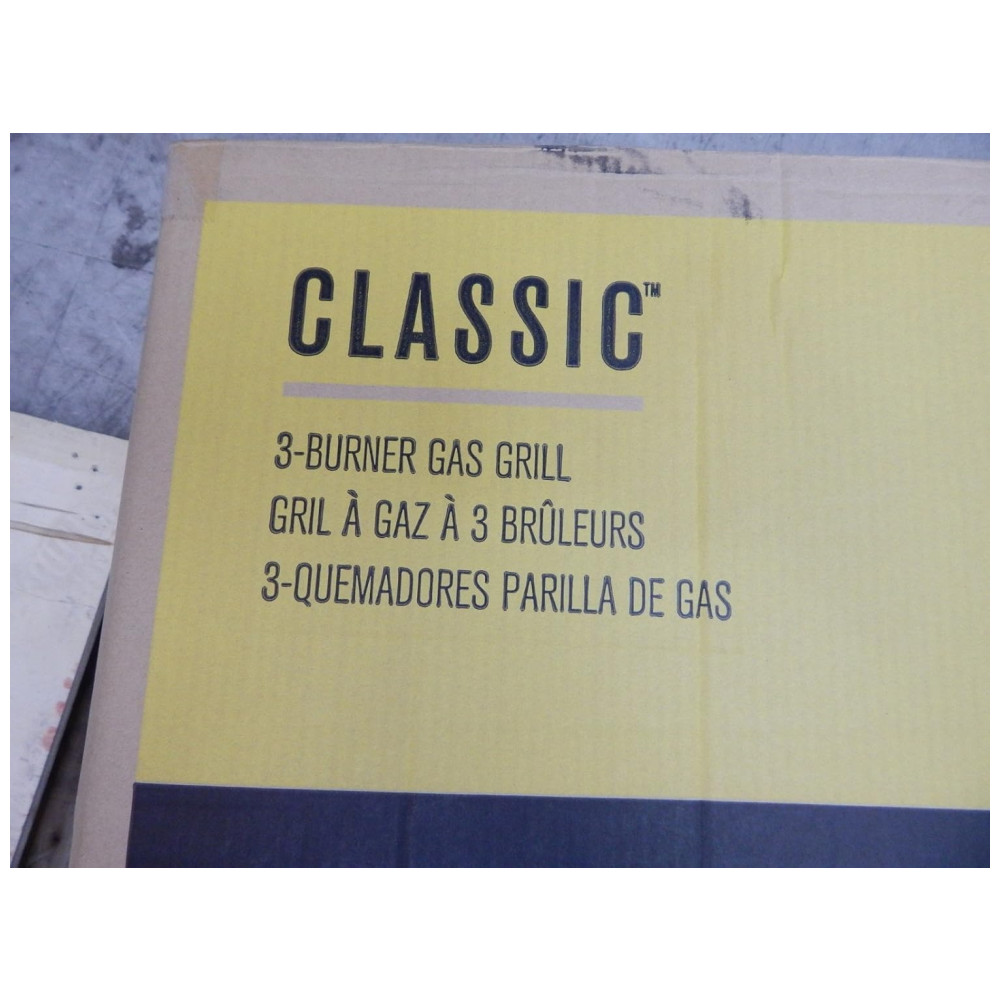 CLASSIC™
3-BURNER GAS GRILL
GRIL À GAZ À 3 BRÛLEURS
3-QUEMADORES PARILLA DE GAS